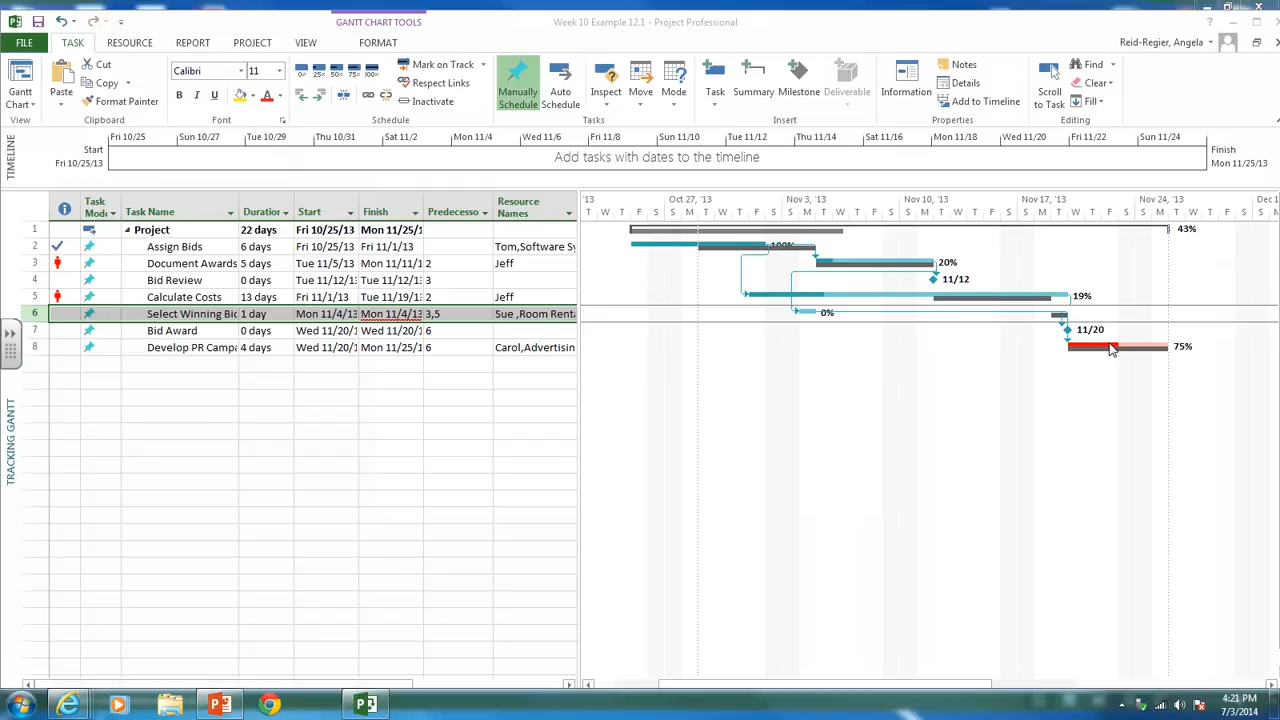 GANTT CHART TOOLS
Week 10 Example 12.1 - Project Professional
FILE TASK RESOURCE REPORT PROJECT VIEW FORMAT
Reid-Regier, Angela
Gantt Chart
View
Paste
Cut
Copy
Format Painter
Clipboard
Calibri 11
B I U A
Font
0% 25% 50% 75% 100%
Mark on Track
Respect Links
Inactivate
Schedule
Manually Schedule
Auto Schedule
Inspect
Move
Mode
Tasks
Task
Summary
Milestone
Deliverable
Insert
Information
Notes
Details
Add to Timeline
Properties
Scroll to Task
Find
Clear
Fill
Editing
TIMELINE
Fri 10/25 Sun 10/27 Tue 10/29 Thu 10/31 Sat 11/2 Mon 11/4 Wed 11/6 Fri 11/8 Sun 11/10 Tue 11/12 Thu 11/14 Sat 11/16 Mon 11/18 Wed 11/20 Fri 11/22 Sun 11/24
Start
Fri 10/25/13
Add tasks with dates to the timeline
Finish
Mon 11/25/13
Task Mode Task Name Duration Start Finish Predecesso Resource Names
'13 Oct 27, '13 Nov 3, '13 Nov 10, '13 Nov 17, '13 Nov 24, '13 Dec 1
T F S S M T W T F S S M T W T F S S M T W T F S S M T W T F S S M T W T F S
1 Project 22 days Fri 10/25/13 Mon 11/25/1 43%
2 Assign Bids 6 days Fri 10/25/13 Fri 11/1/13 Tom,Software Sy 100%
3 Document Awards 5 days Tue 11/5/13 Mon 11/11/1 2 Jeff 20%
4 Bid Review 0 days Tue 11/12/13 Tue 11/12/13 3 11/12
5 Calculate Costs 13 days Fri 11/1/13 Tue 11/19/13 2 Jeff 19%
6 Select Winning Bid 1 day Mon 11/4/13 Mon 11/4/13 3,5 Sue ,Room Renta 0%
7 Bid Award 0 days Wed 11/20/1 Wed 11/20/1 6 11/20
8 Develop PR Campa 4 days Wed 11/20/1 Mon 11/25/1 6 Carol,Advertising 75%
TRACKING GANTT
4:21 PM
7/3/2014